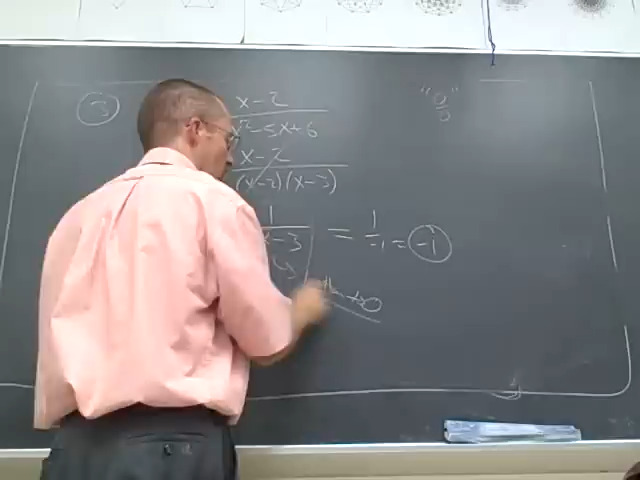 ③
"0/0"
x-2
x²-5x+6
x-2
(x-2)(x-3)
1
x-3
= 1/-1 = -1